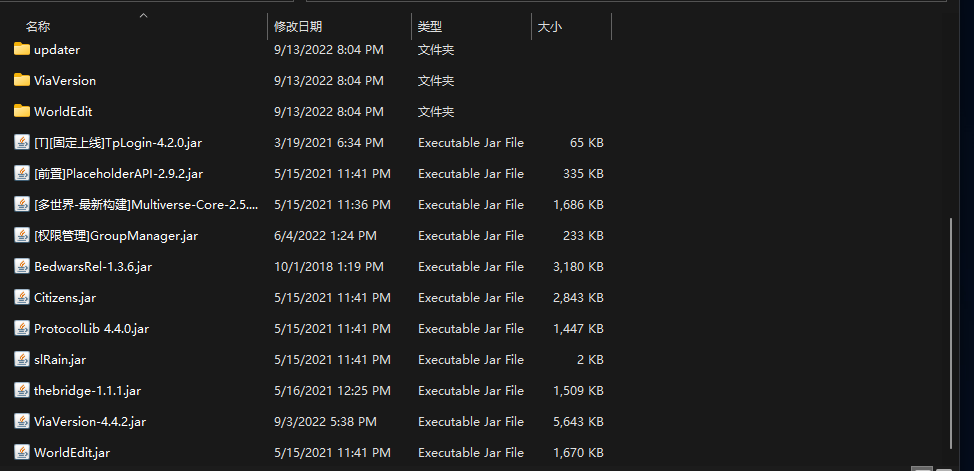 名称 修改日期 类型 大小
updater 9/13/2022 8:04 PM 文件夹
ViaVersion 9/13/2022 8:04 PM 文件夹
WorldEdit 9/13/2022 8:04 PM 文件夹
[T][固定上线]TpLogin-4.2.0.jar 3/19/2021 6:34 PM Executable Jar File 65 KB
[前置]PlaceholderAPI-2.9.2.jar 5/15/2021 11:41 PM Executable Jar File 335 KB
[多世界-最新构建]Multiverse-Core-2.5.... 5/15/2021 11:36 PM Executable Jar File 1,686 KB
[权限管理]GroupManager.jar 6/4/2022 1:24 PM Executable Jar File 233 KB
BedwarsRel-1.3.6.jar 10/1/2018 1:19 PM Executable Jar File 3,180 KB
Citizens.jar 5/15/2021 11:41 PM Executable Jar File 2,843 KB
ProtocolLib 4.4.0.jar 5/15/2021 11:41 PM Executable Jar File 1,447 KB
slRain.jar 5/15/2021 11:41 PM Executable Jar File 2 KB
thebridge-1.1.1.jar 5/16/2021 12:25 PM Executable Jar File 1,509 KB
ViaVersion-4.4.2.jar 9/3/2022 5:38 PM Executable Jar File 5,643 KB
WorldEdit.jar 5/15/2021 11:41 PM Executable Jar File 1,670 KB